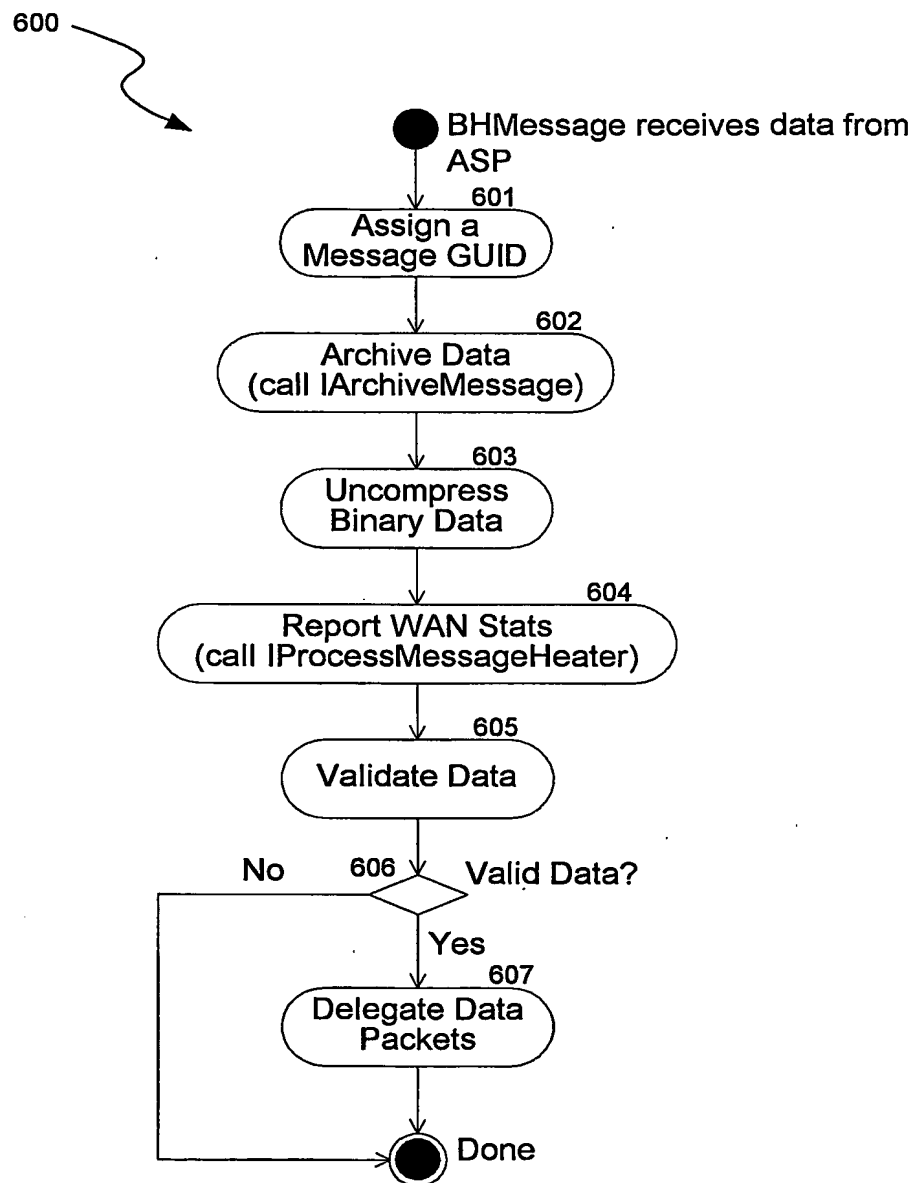 600
BHMessage receives data from
ASP
601
Assign a
Message GUID
602
Archive Data
(call IArchiveMessage)
603
Uncompress
Binary Data
604
Report WAN Stats
(call IProcessMessageHeater)
605
Validate Data
606
No
Valid Data?
Yes
607
Delegate Data
Packets
Done